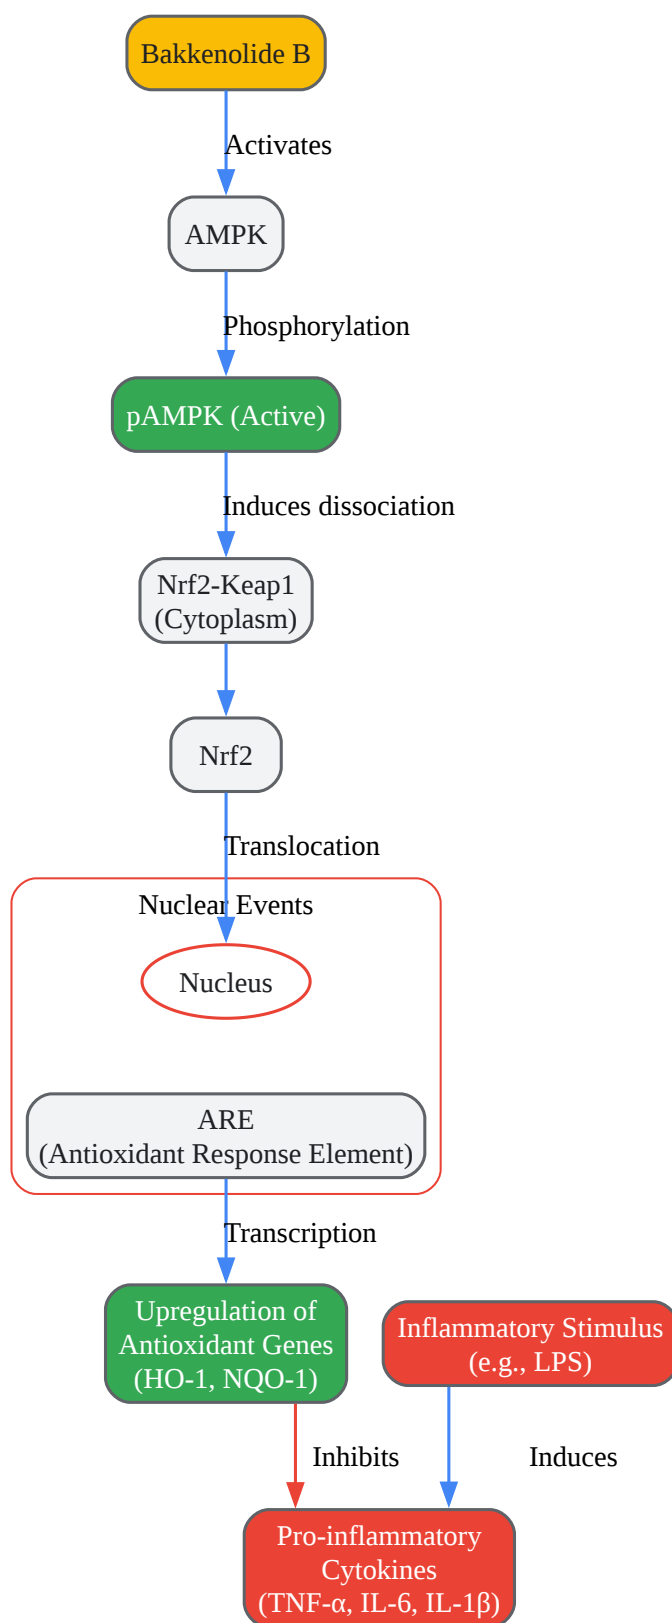 Bakkenolide B
Activates
AMPK
Phosphorylation
pAMPK (Active)
Induces dissociation
Nrf2-Keap1
(Cytoplasm)
Nrf2
Translocation
Nuclear Events
Nucleus
ARE
(Antioxidant Response Element)
Transcription
Upregulation of
Antioxidant Genes
(HO-1, NQO-1)
Inflammatory Stimulus
(e.g., LPS)
Inhibits
Induces
Pro-inflammatory
Cytokines
(TNF-α, IL-6, IL-1β)